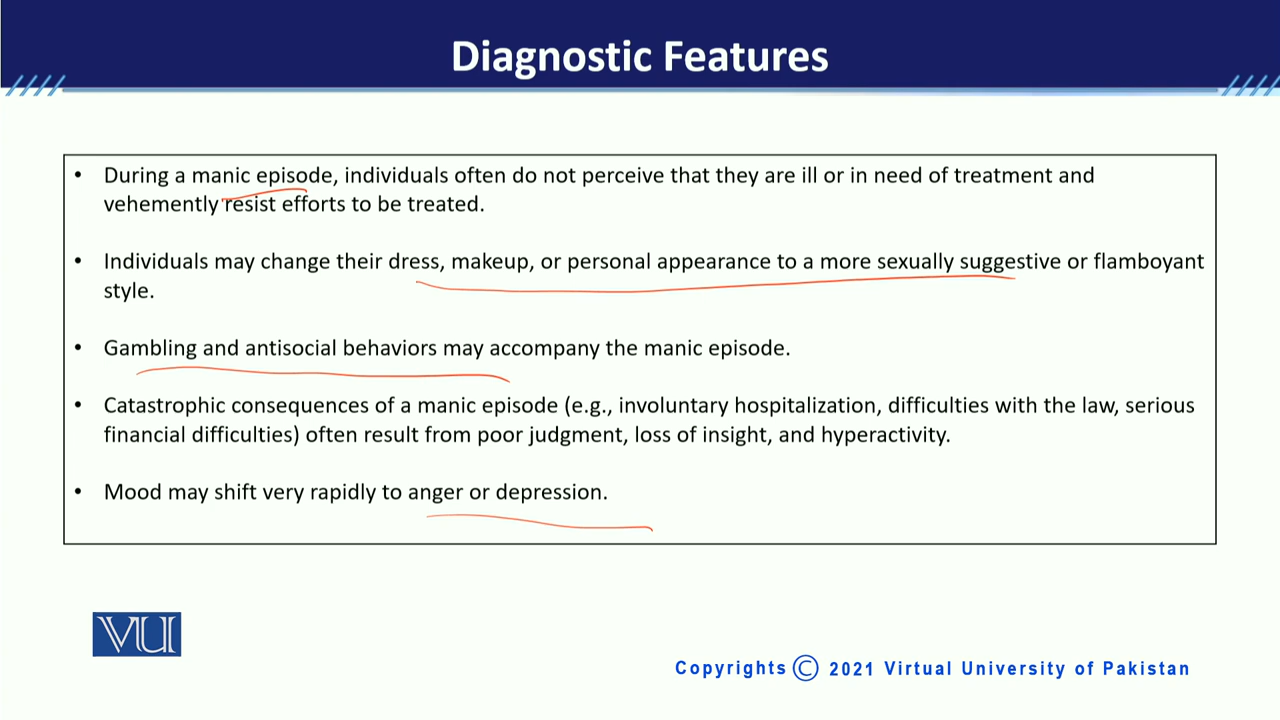 Diagnostic Features
• During a manic episode, individuals often do not perceive that they are ill or in need of treatment and
vehemently resist efforts to be treated.
• Individuals may change their dress, makeup, or personal appearance to a more sexually suggestive or flamboyant
style.
• Gambling and antisocial behaviors may accompany the manic episode.
• Catastrophic consequences of a manic episode (e.g., involuntary hospitalization, difficulties with the law, serious
financial difficulties) often result from poor judgment, loss of insight, and hyperactivity.
• Mood may shift very rapidly to anger or depression.
VU
Copyrights © 2021 Virtual University of Pakistan